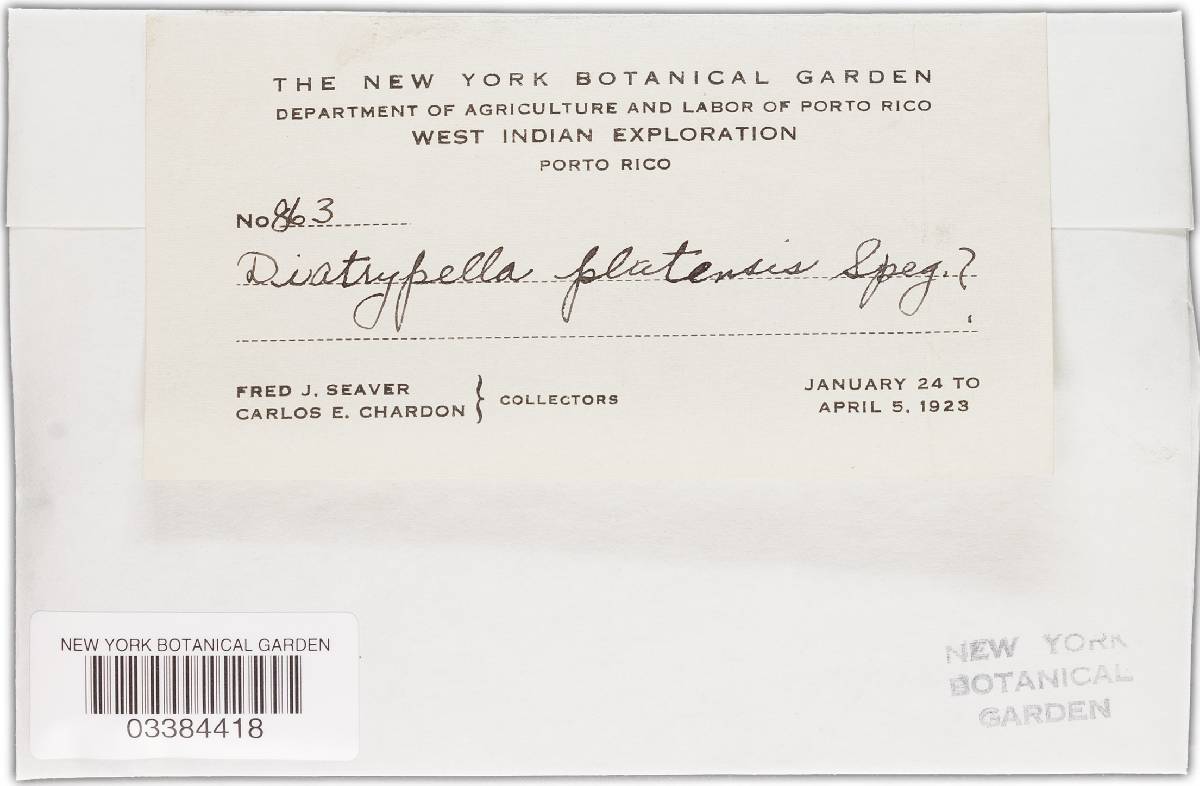 THE NEW YORK BOTANICAL GARDEN
DEPARTMENT OF AGRICULTURE AND LABOR OF PORTO RICO
WEST INDIAN EXPLORATION
PORTO RICO
No 863
Diatrypella platensis Speg.?
FRED J. SEAVER
CARLOS E. CHARDON } COLLECTORS
JANUARY 24 TO
APRIL 5, 1923
NEW YORK BOTANICAL GARDEN
03384418
NEW YORK
BOTANICAL
GARDEN